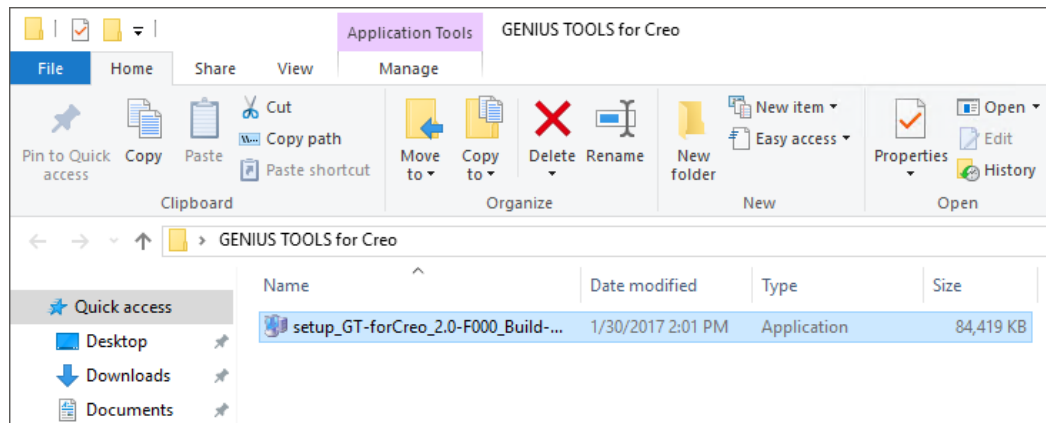 Application Tools GENIUS TOOLS for Creo
File Home Share View Manage
Pin to Quick access
Copy
Paste
Cut
Copy path
Paste shortcut
Clipboard
Move to
Copy to
Delete
Rename
Organize
New folder
New item
Easy access
New
Properties
Open
Edit
History
Open
GENIUS TOOLS for Creo
Name Date modified Type Size
Quick access
setup_GT-forCreo_2.0-F000_Build-... 1/30/2017 2:01 PM Application 84,419 KB
Desktop
Downloads
Documents